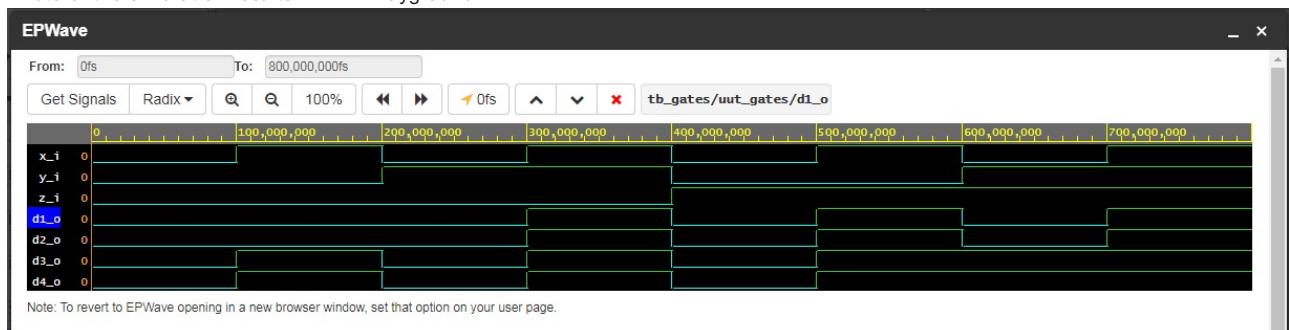 EPWave
From: 0fs To: 800,000,000fs
Get Signals Radix 100% 0fs tb_gates/uut_gates/d1_o
0 100,000,000 200,000,000 300,000,000 400,000,000 500,000,000 600,000,000 700,000,000
x_i 0
y_i 0
z_i 0
d1_o 0
d2_o 0
d3_o 0
d4_o 0
Note: To revert to EPWave opening in a new browser window, set that option on your user page.